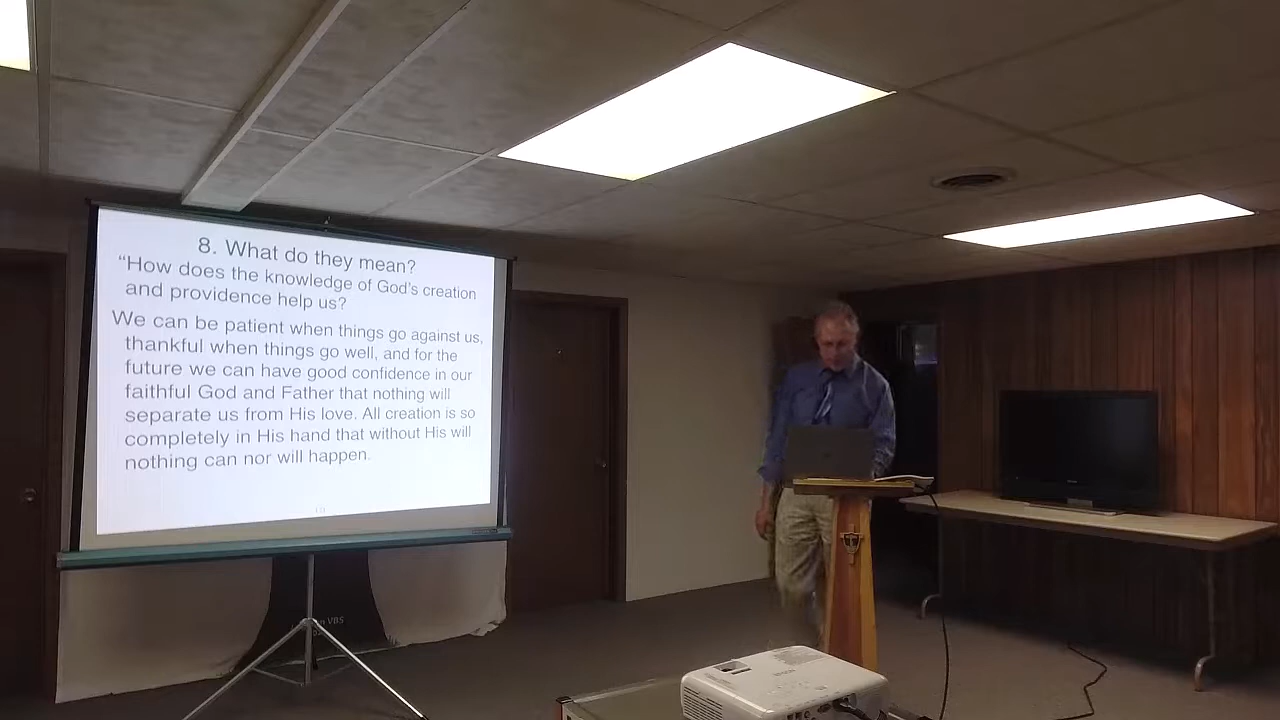 8. What do they mean?
“How does the knowledge of God's creation
and providence help us?
We can be patient when things go against us,
thankful when things go well, and for the
future we can have good confidence in our
faithful God and Father that nothing will
separate us from His love. All creation is so
completely in His hand that without His will
nothing can nor will happen.
VBS
EPSON